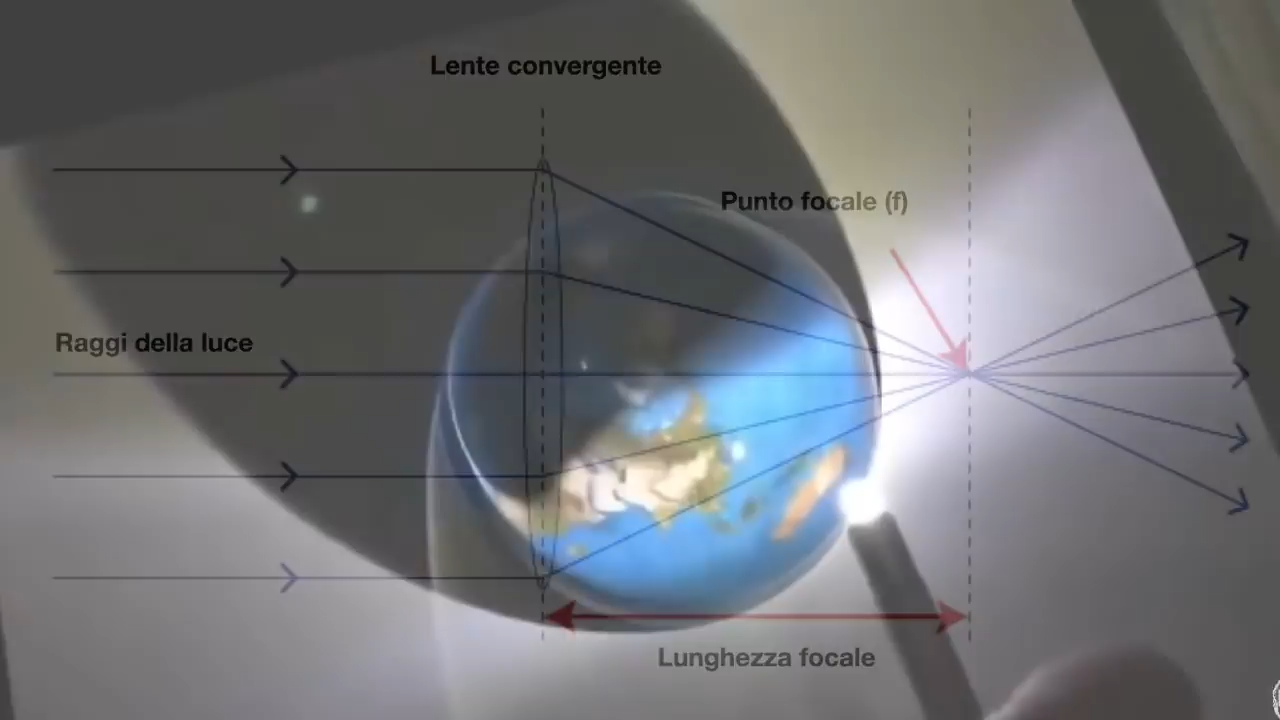 Lente convergente
Punto focale (f)
Raggi della luce
Lunghezza focale